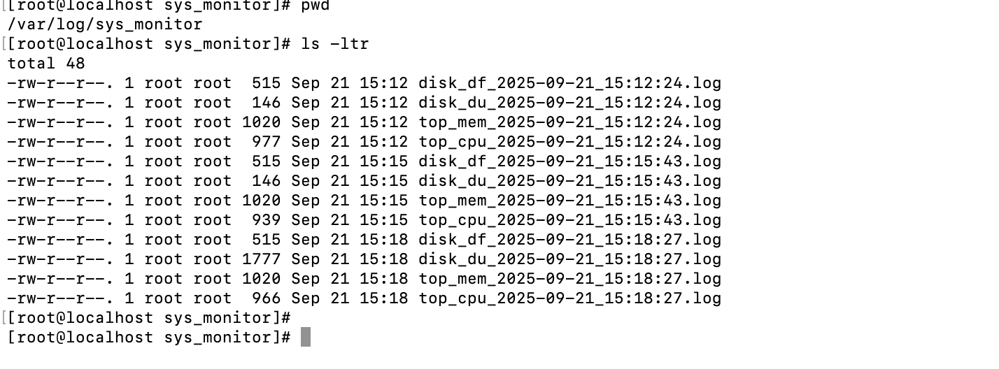 [[root@localhost sys_monitor]# pwd
/var/log/sys_monitor
[[root@localhost sys_monitor]# ls -ltr
total 48
-rw-r--r--. 1 root root  515 Sep 21 15:12 disk_df_2025-09-21_15:12:24.log
-rw-r--r--. 1 root root  146 Sep 21 15:12 disk_du_2025-09-21_15:12:24.log
-rw-r--r--. 1 root root 1020 Sep 21 15:12 top_mem_2025-09-21_15:12:24.log
-rw-r--r--. 1 root root  977 Sep 21 15:12 top_cpu_2025-09-21_15:12:24.log
-rw-r--r--. 1 root root  515 Sep 21 15:15 disk_df_2025-09-21_15:15:43.log
-rw-r--r--. 1 root root  146 Sep 21 15:15 disk_du_2025-09-21_15:15:43.log
-rw-r--r--. 1 root root 1020 Sep 21 15:15 top_mem_2025-09-21_15:15:43.log
-rw-r--r--. 1 root root  939 Sep 21 15:15 top_cpu_2025-09-21_15:15:43.log
-rw-r--r--. 1 root root  515 Sep 21 15:18 disk_df_2025-09-21_15:18:27.log
-rw-r--r--. 1 root root 1777 Sep 21 15:18 disk_du_2025-09-21_15:18:27.log
-rw-r--r--. 1 root root 1020 Sep 21 15:18 top_mem_2025-09-21_15:18:27.log
-rw-r--r--. 1 root root  966 Sep 21 15:18 top_cpu_2025-09-21_15:18:27.log
[[root@localhost sys_monitor]#
[root@localhost sys_monitor]#